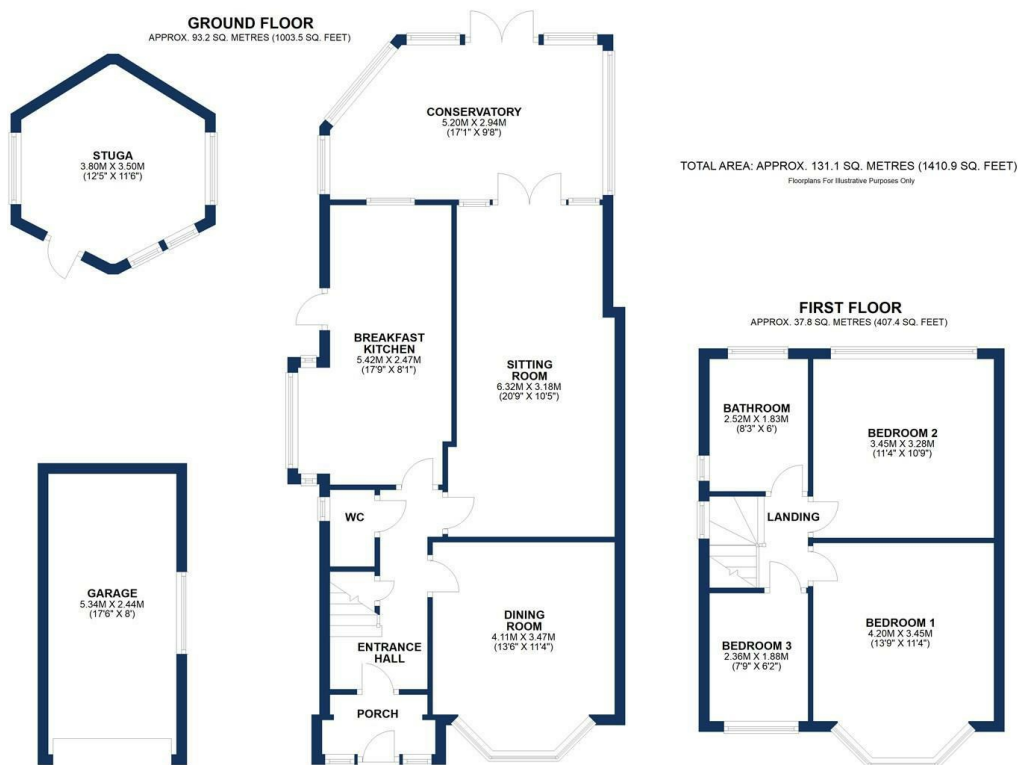 GROUND FLOOR
APPROX. 93.2 SQ. METRES (1003.5 SQ. FEET)
CONSERVATORY
5.20M X 2.94M
(17'1" X 9'8")
STUGA
3.80M X 3.50M
(12'5" X 11'6")
TOTAL AREA: APPROX. 131.1 SQ. METRES (1410.9 SQ. FEET)
Floorplans For Illustrative Purposes Only
BREAKFAST
KITCHEN
5.42M X 2.47M
(17'9" X 8'1")
SITTING
ROOM
6.32M X 3.18M
(20'9" X 10'5")
WC
GARAGE
5.34M X 2.44M
(17'6" X 8')
DINING
ROOM
4.11M X 3.47M
(13'6" X 11'4")
ENTRANCE
HALL
PORCH
FIRST FLOOR
APPROX. 37.8 SQ. METRES (407.4 SQ. FEET)
BATHROOM
2.52M X 1.83M
(8'3" X 6')
BEDROOM 2
3.45M X 3.28M
(11'4" X 10'9")
LANDING
BEDROOM 1
4.20M X 3.45M
(13'9" X 11'4")
BEDROOM 3
2.36M X 1.88M
(7'9" X 6'2")